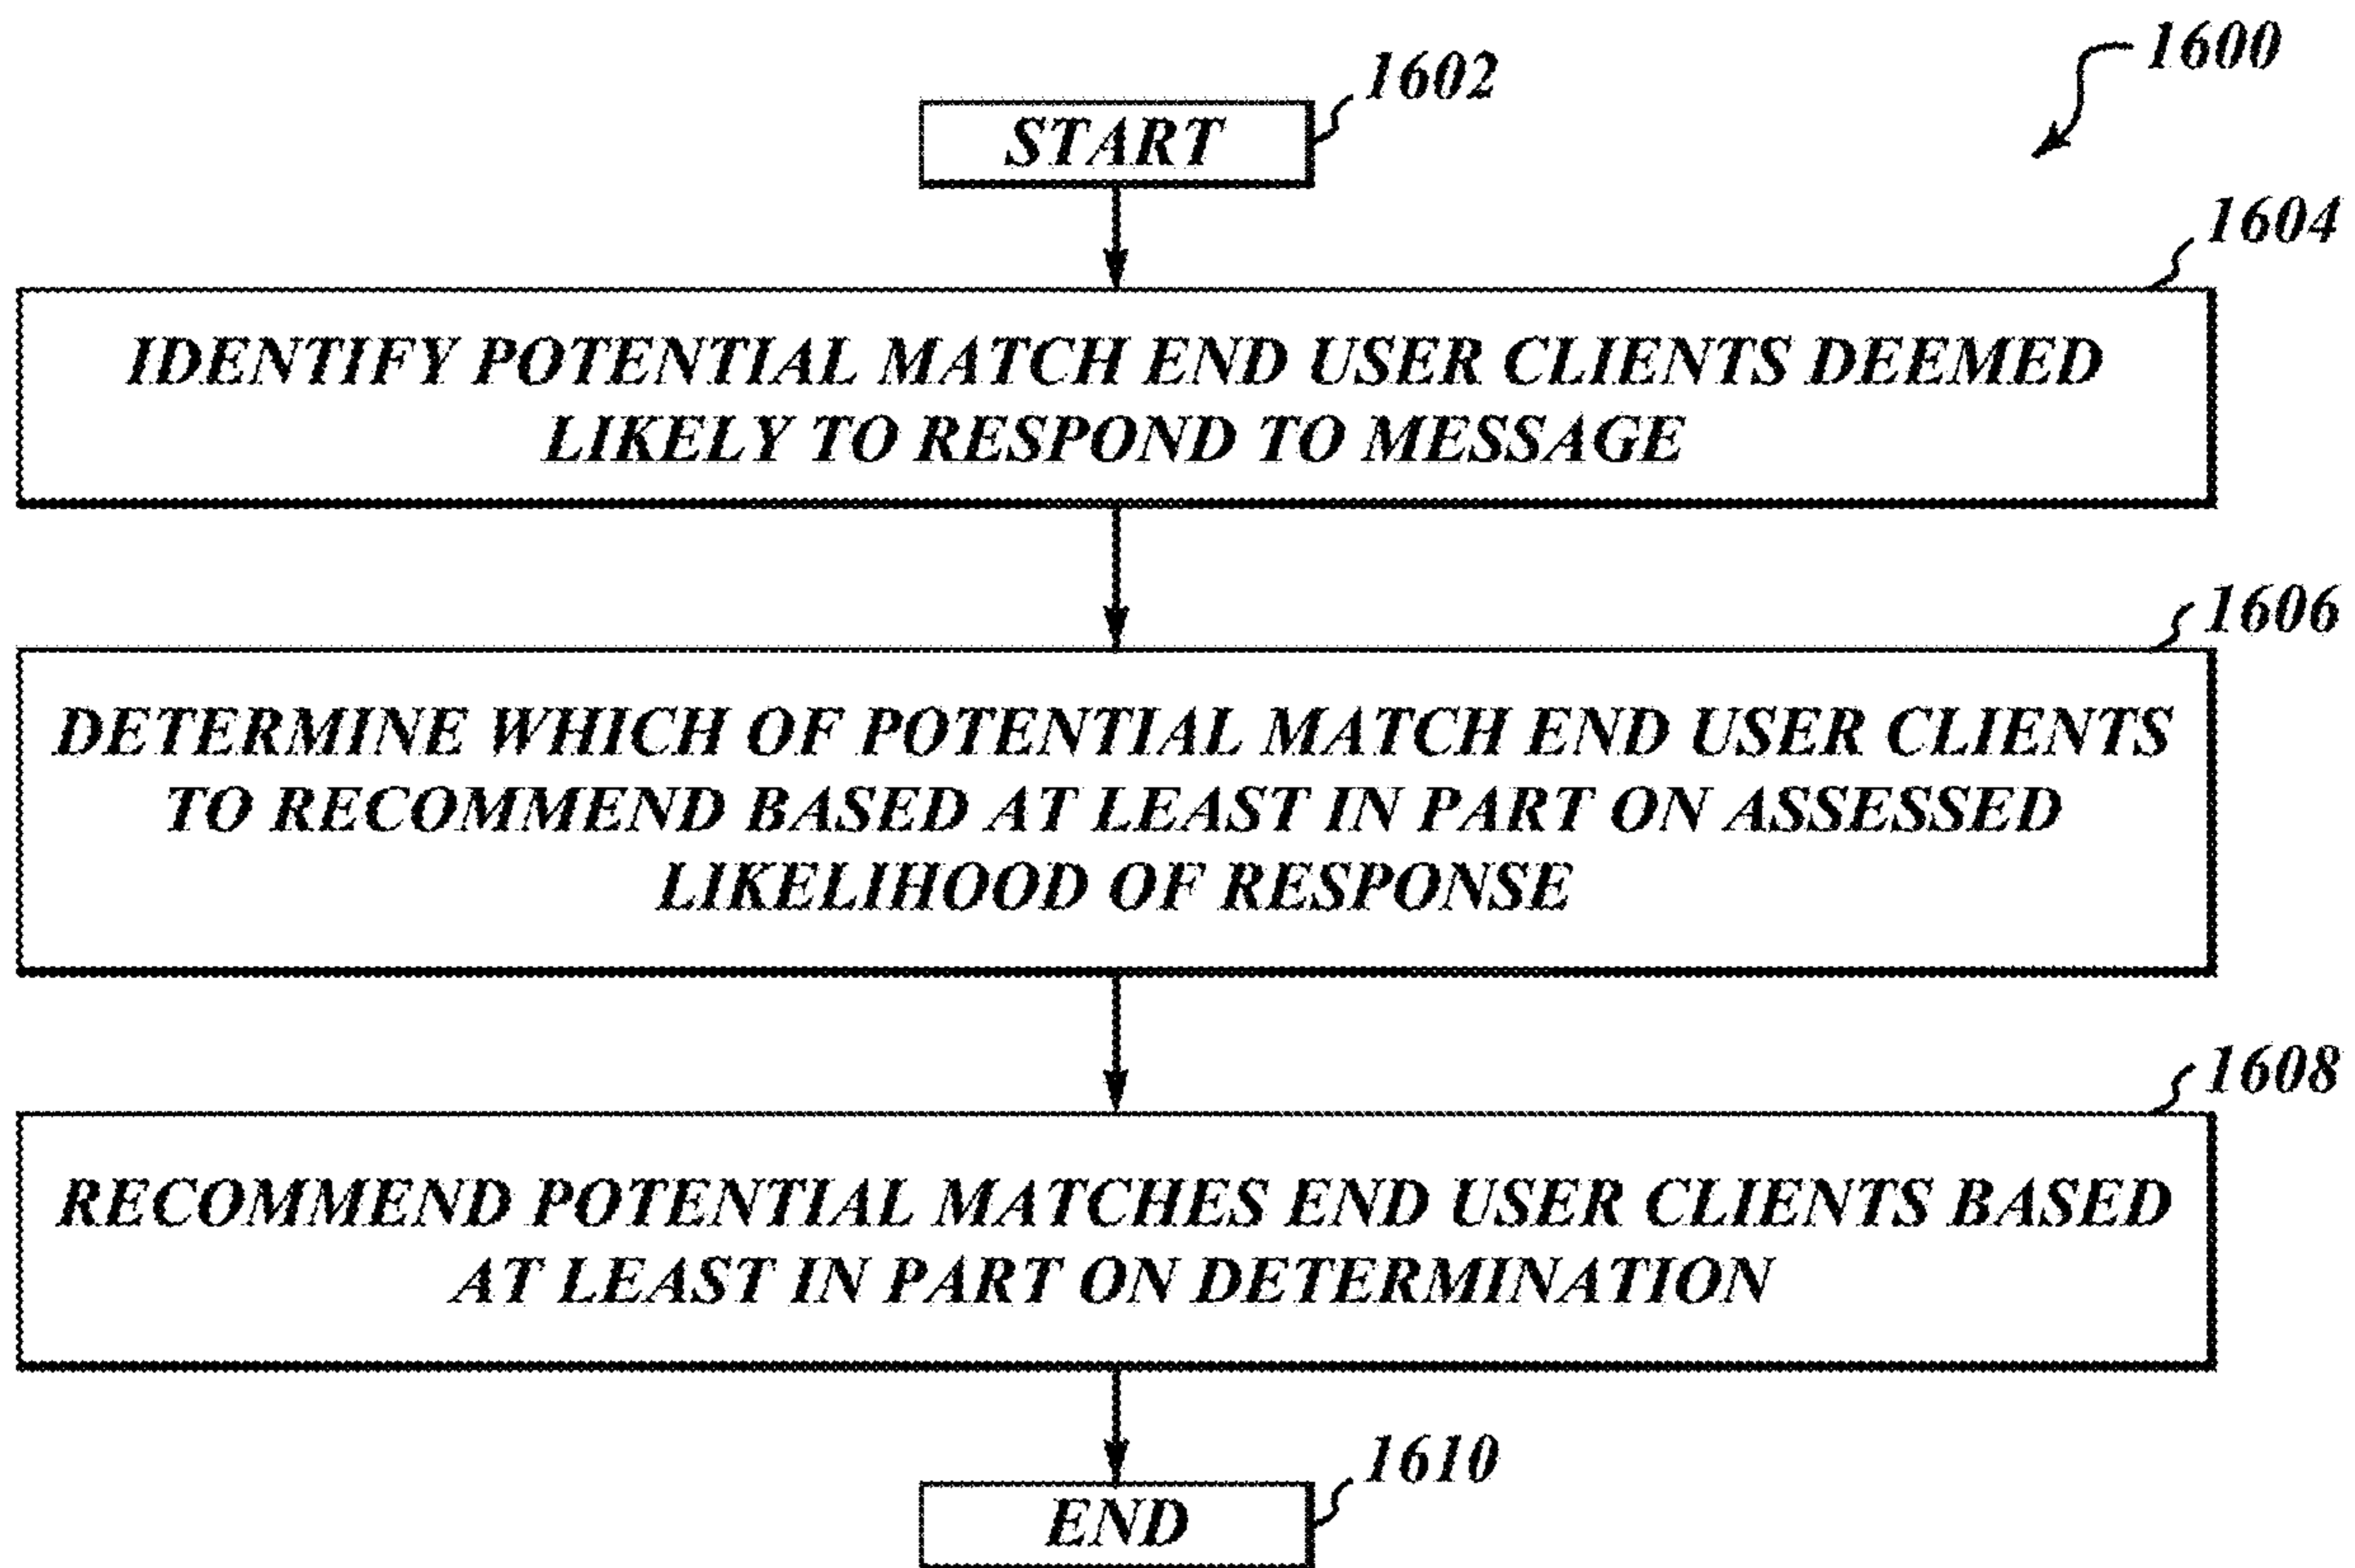 1600
1602
START
1604
IDENTIFY POTENTIAL MATCH END USER CLIENTS DEEMED
LIKELY TO RESPOND TO MESSAGE
1606
DETERMINE WHICH OF POTENTIAL MATCH END USER CLIENTS
TO RECOMMEND BASED AT LEAST IN PART ON ASSESSED
LIKELIHOOD OF RESPONSE
1608
RECOMMEND POTENTIAL MATCHES END USER CLIENTS BASED
AT LEAST IN PART ON DETERMINATION
1610
END